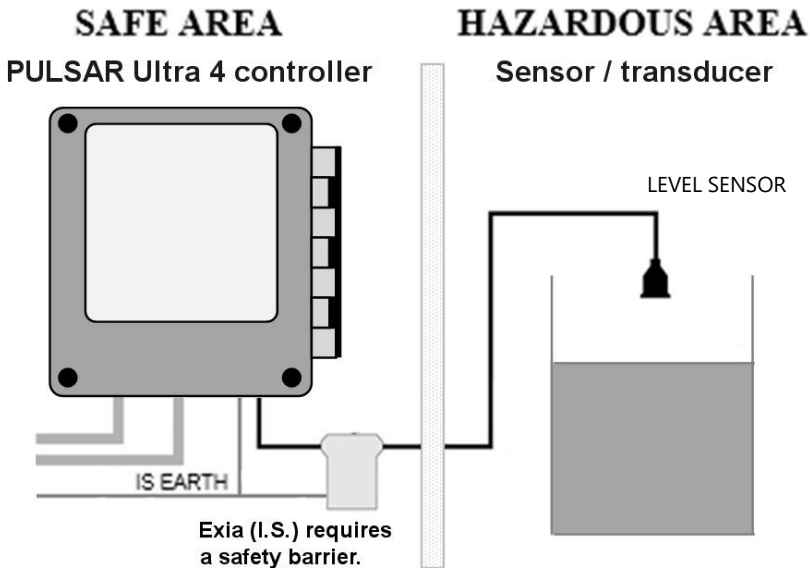 SAFE AREA
HAZARDOUS AREA
PULSAR Ultra 4 controller
Sensor / transducer
LEVEL SENSOR
IS EARTH
Exia (I.S.) requires
a safety barrier.